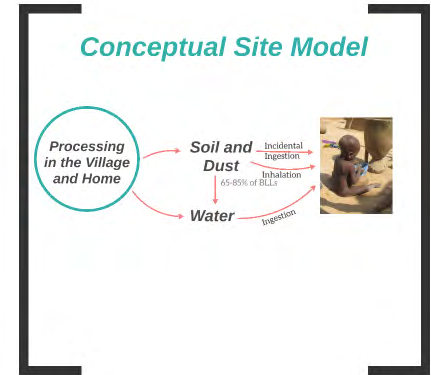 Conceptual Site Model
Processing
in the Village
and Home
Soil and
Dust
Incidental
Ingestion
Inhalation
65-85% of BLLs
Water
Ingestion